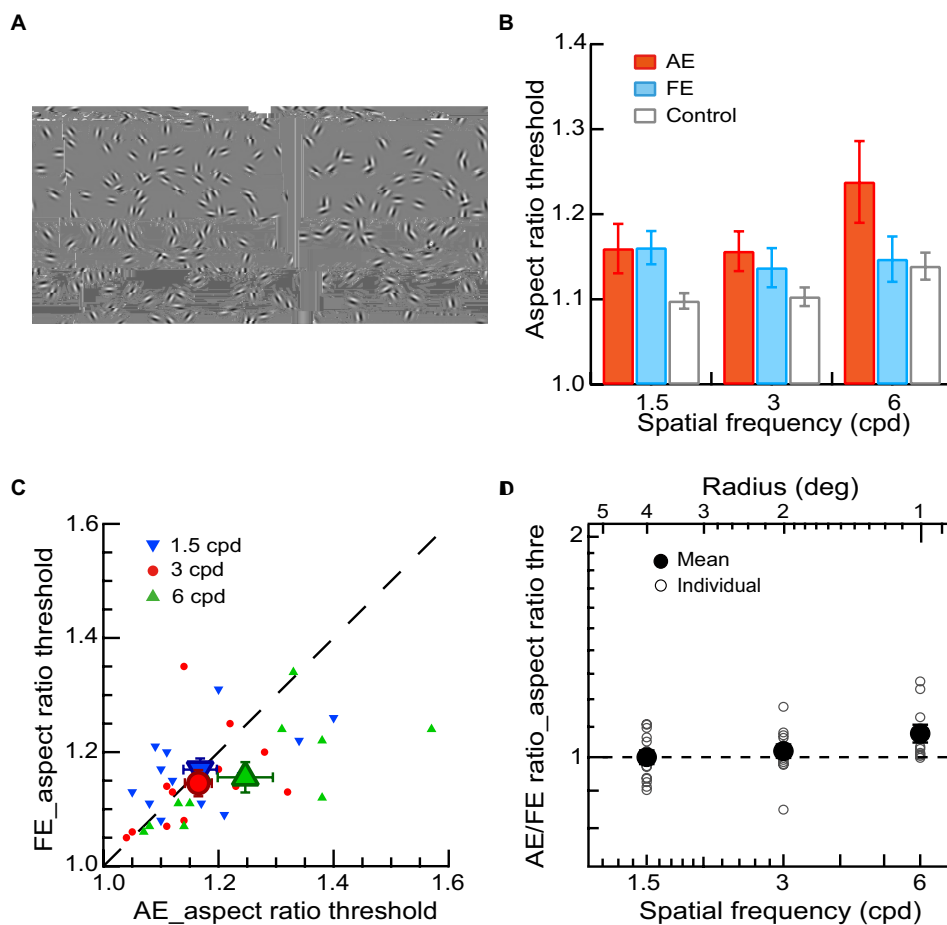 A
B
1.4
1.3
1.2
1.1
1.0
Aspect ratio threshold
AE
FE
Control
1.5 3 6
Spatial frequency (cpd)
C
1.6
1.4
1.2
1.0
FE_aspect ratio threshold
1.5 cpd
3 cpd
6 cpd
1.0 1.2 1.4 1.6
AE_aspect ratio threshold
D
Radius (deg)
5 4 3 2 1
2
1
AE/FE ratio_aspect ratio thre
Mean
Individual
1.5 3 6
Spatial frequency (cpd)